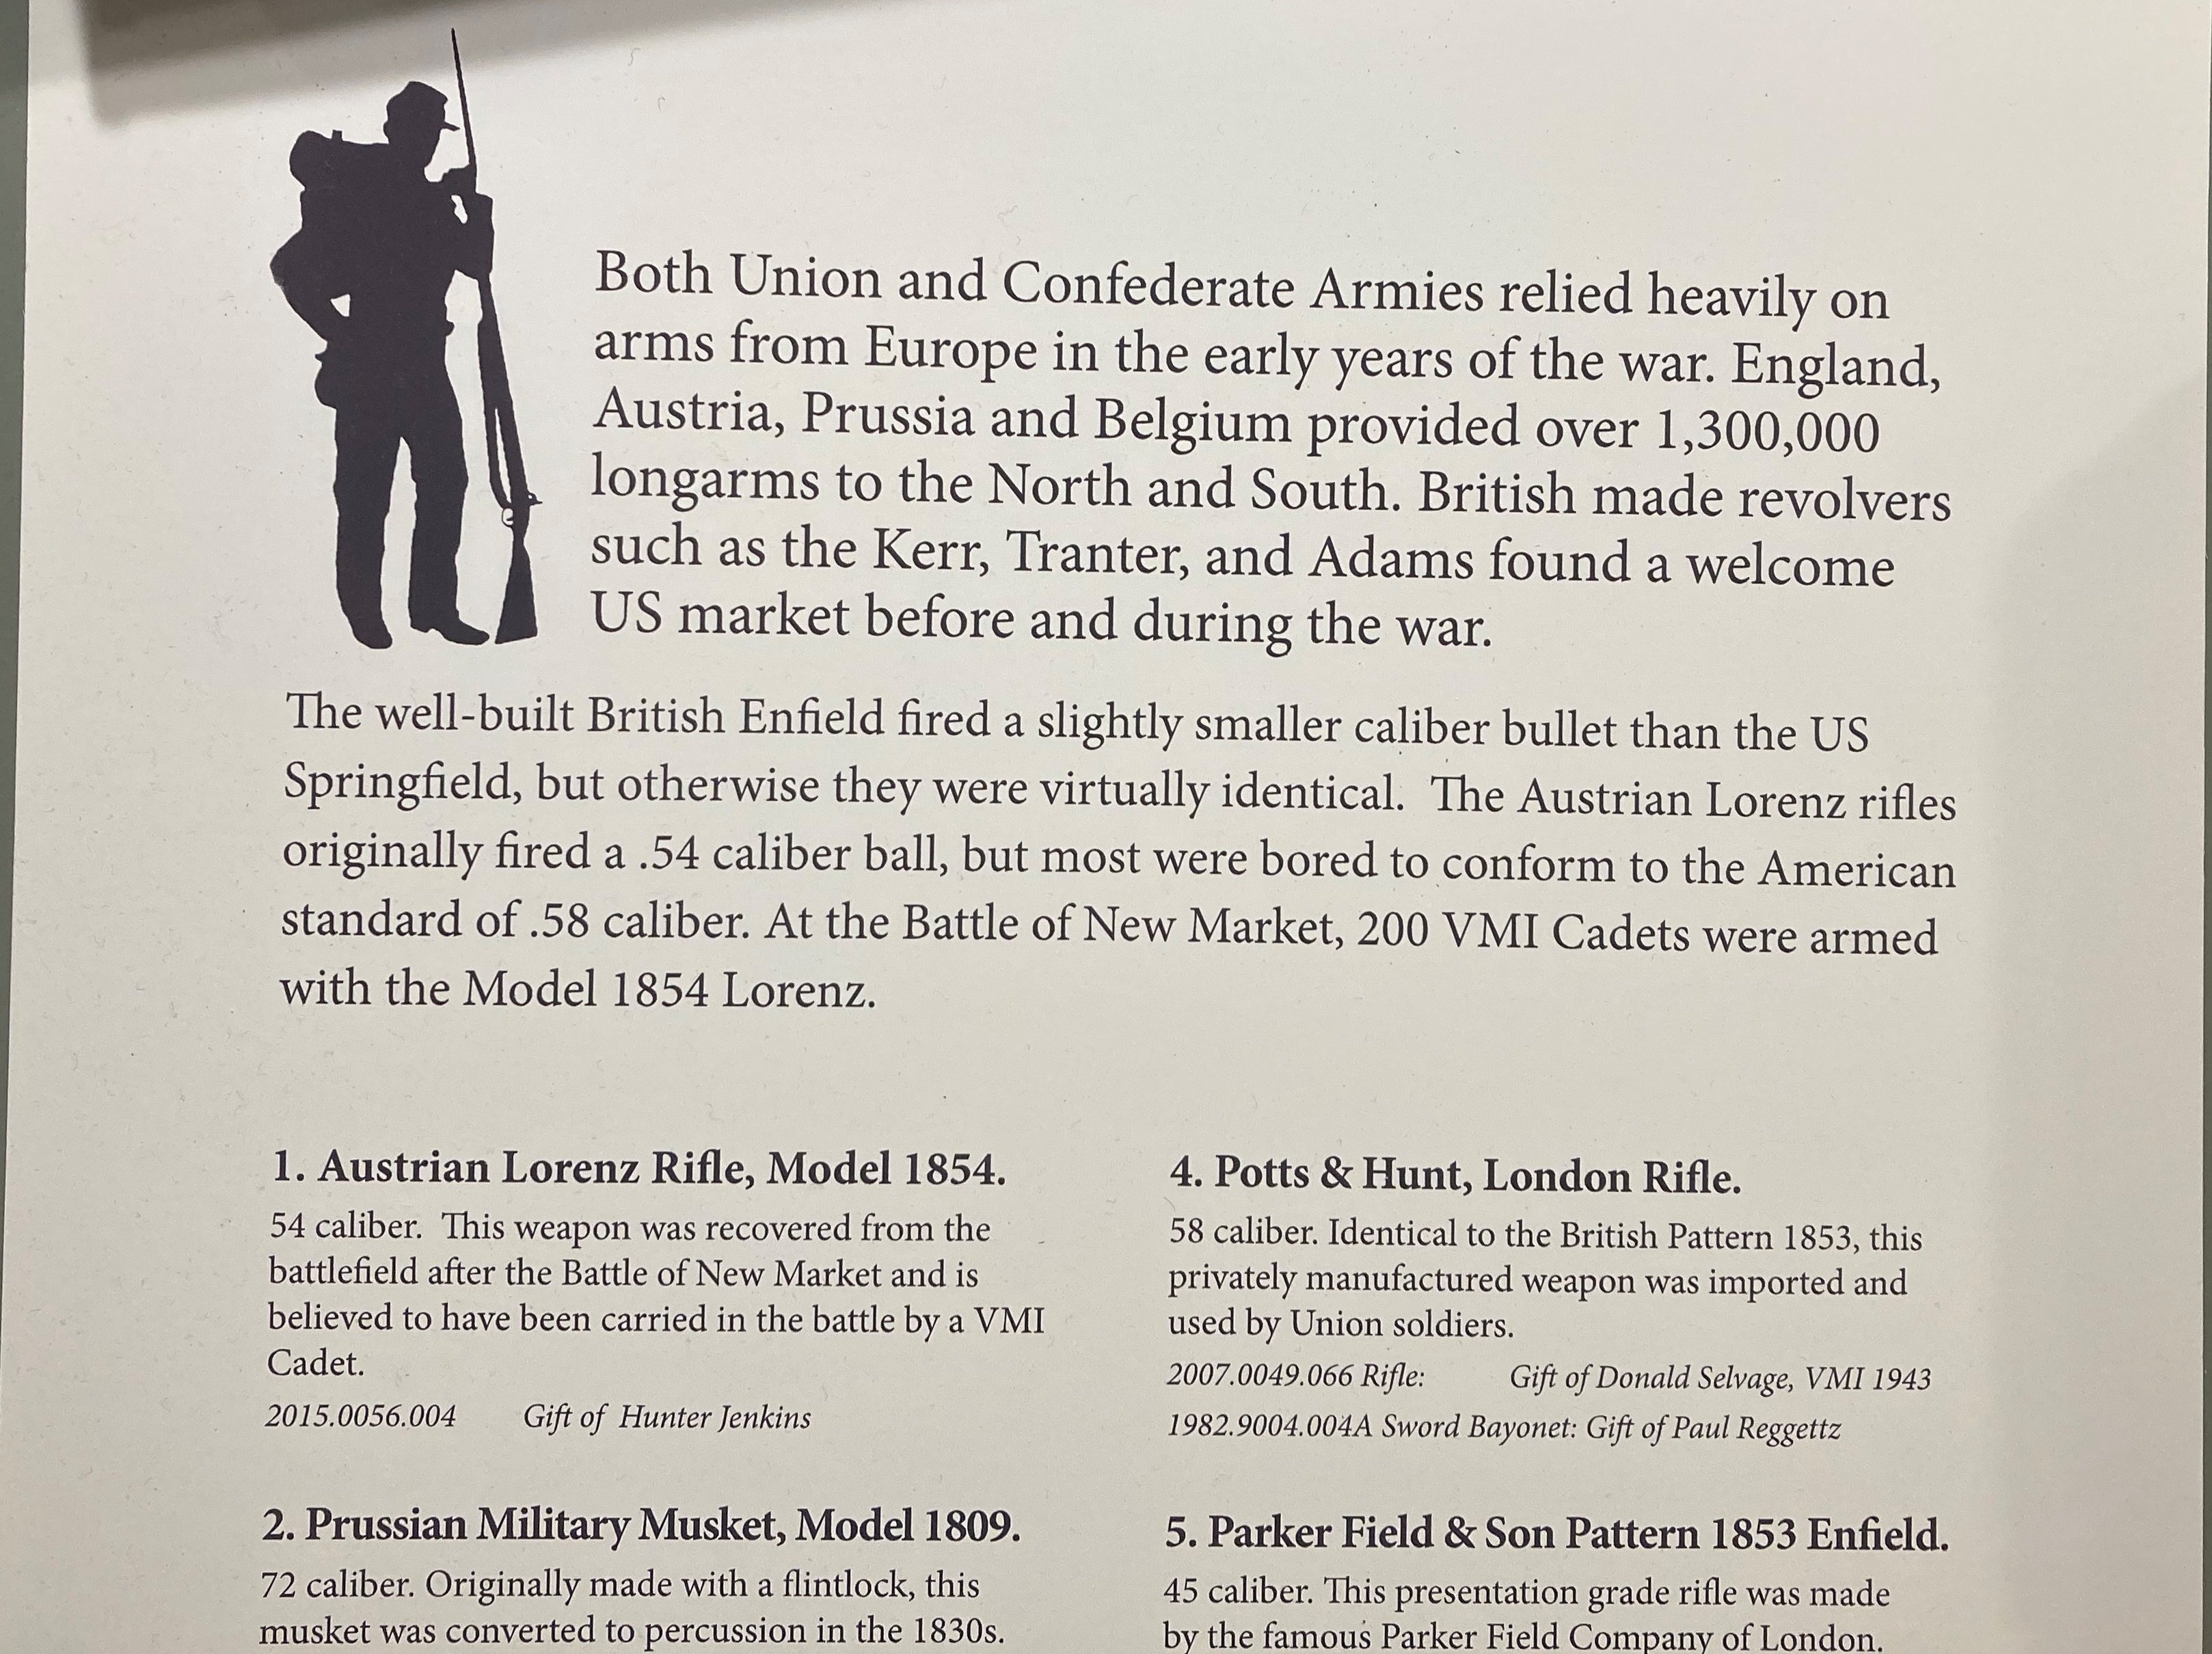 Both Union and Confederate Armies relied heavily on
arms from Europe in the early years of the war. England,
Austria, Prussia and Belgium provided over 1,300,000
longarms to the North and South. British made revolvers
such as the Kerr, Tranter, and Adams found a welcome
US market before and during the war.
The well-built British Enfield fired a slightly smaller caliber bullet than the US
Springfield, but otherwise they were virtually identical. The Austrian Lorenz rifles
originally fired a .54 caliber ball, but most were bored to conform to the American
standard of .58 caliber. At the Battle of New Market, 200 VMI Cadets were armed
with the Model 1854 Lorenz.
1. Austrian Lorenz Rifle, Model 1854.
54 caliber. This weapon was recovered from the
battlefield after the Battle of New Market and is
believed to have been carried in the battle by a VMI
Cadet.
2015.0056.004 Gift of Hunter Jenkins
2. Prussian Military Musket, Model 1809.
72 caliber. Originally made with a flintlock, this
musket was converted to percussion in the 1830s.
4. Potts & Hunt, London Rifle.
58 caliber. Identical to the British Pattern 1853, this
privately manufactured weapon was imported and
used by Union soldiers.
2007.0049.066 Rifle: Gift of Donald Selvage, VMI 1943
1982.9004.004A Sword Bayonet: Gift of Paul Reggettz
5. Parker Field & Son Pattern 1853 Enfield.
45 caliber. This presentation grade rifle was made
by the famous Parker Field Company of London.